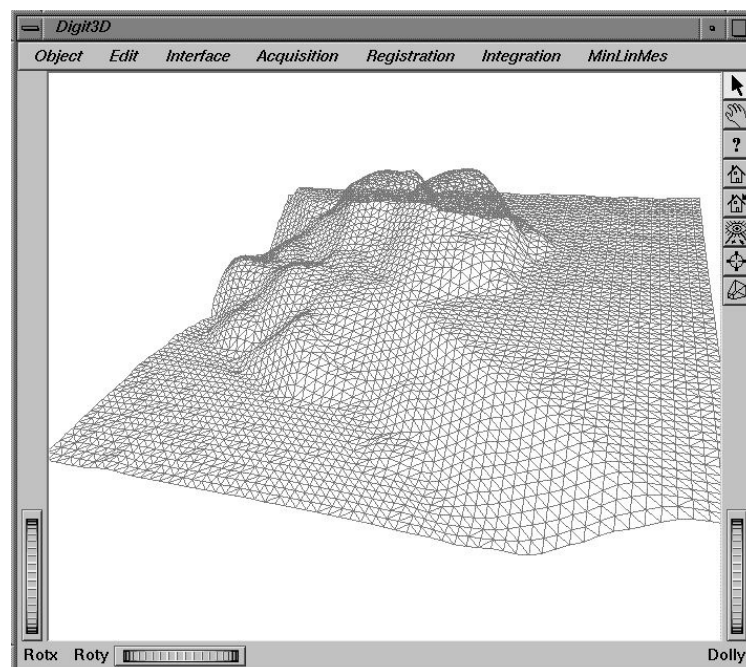 Digit3D
Object Edit Interface Acquisition Registration Integration MinLinMes
?
Rotx Roty Dolly